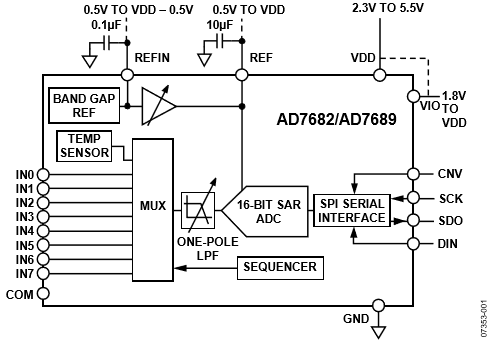 0.5V TO VDD – 0.5V
0.1µF
0.5V TO VDD
10µF
2.3V TO 5.5V
REFIN
REF
VDD
BAND GAP
REF
AD7682/AD7689
VIO
1.8V
TO
VDD
TEMP
SENSOR
IN0
IN1
IN2
IN3
IN4
IN5
IN6
IN7
COM
MUX
ONE-POLE
LPF
16-BIT SAR
ADC
SPI SERIAL
INTERFACE
CNV
SCK
SDO
DIN
SEQUENCER
GND
07353-001